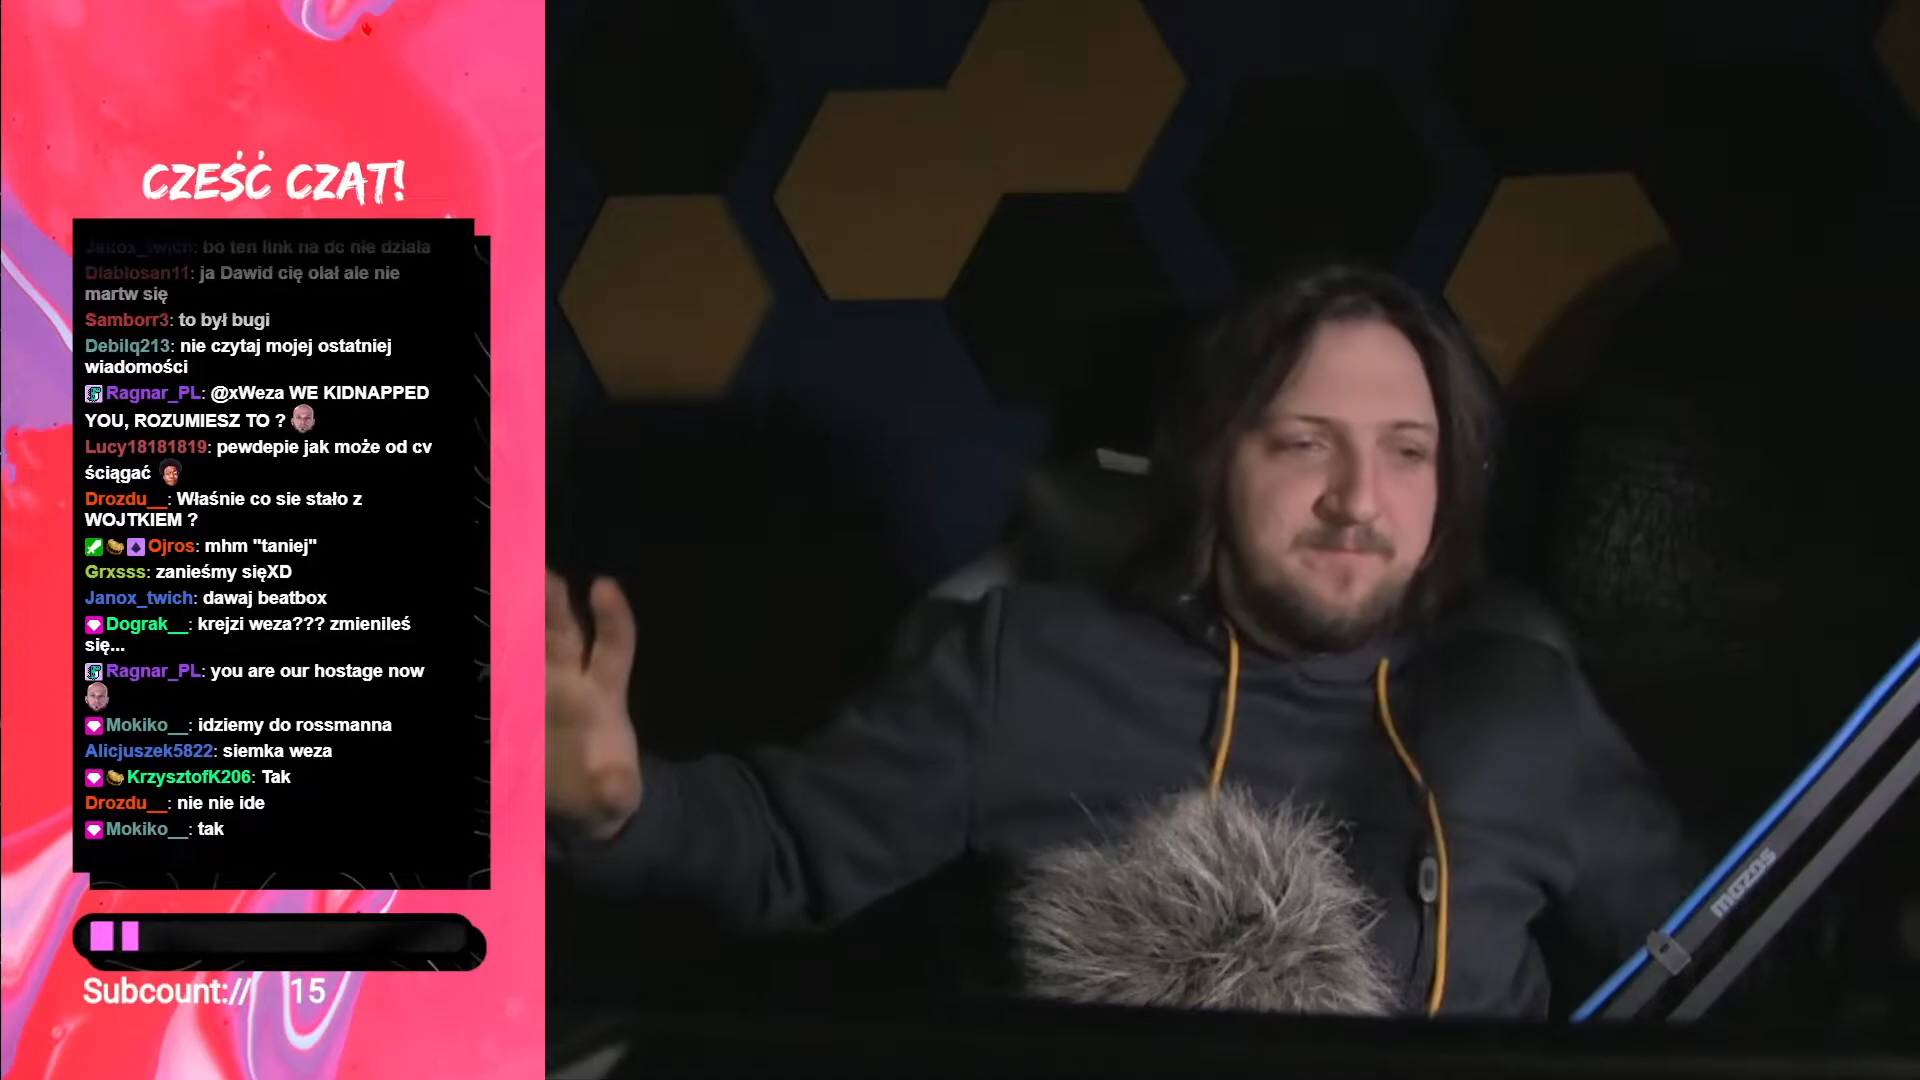 CZEŚĆ CZAT!
Janox_twich: bo ten link na dc nie działa
Diablosan11: ja Dawid cię olał ale nie
martw się
Samborr3: to był bugi
Debilq213: nie czytaj mojej ostatniej
wiadomości
Ragnar_PL: @xWeza WE KIDNAPPED
YOU, ROZUMIESZ TO ?
Lucy18181819: pewdepie jak może od cv
ściągać
Drozdu__: Właśnie co sie stało z
WOJTKIEM ?
Ojros: mhm "taniej"
Grxsss: zanieśmy sięXD
Janox_twich: dawaj beatbox
Dograk__: krejzi weza??? zmieniłeś
się...
Ragnar_PL: you are our hostage now
Mokiko__: idziemy do rossmanna
Alicjuszek5822: siemka weza
KrzysztofK206: Tak
Drozdu__: nie nie ide
Mokiko__: tak
Subcount:// 15
mozos